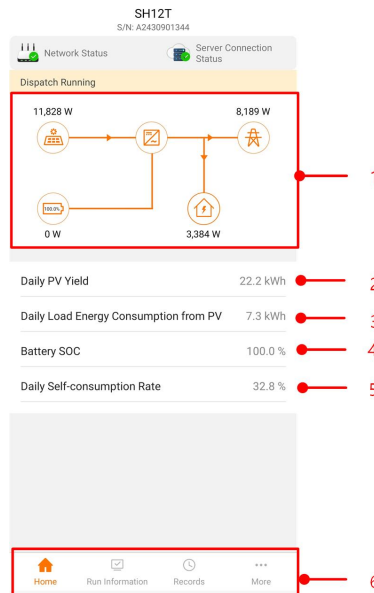 SH12T
S/N: A2430901344
Network Status
Server Connection
Status
Dispatch Running
11,828 W
8,189 W
100.0%
0 W
3,384 W
1
Daily PV Yield 22.2 kWh
2
Daily Load Energy Consumption from PV 7.3 kWh
3
Battery SOC 100.0 %
4
Daily Self-consumption Rate 32.8 %
5
Home Run Information Records More
6